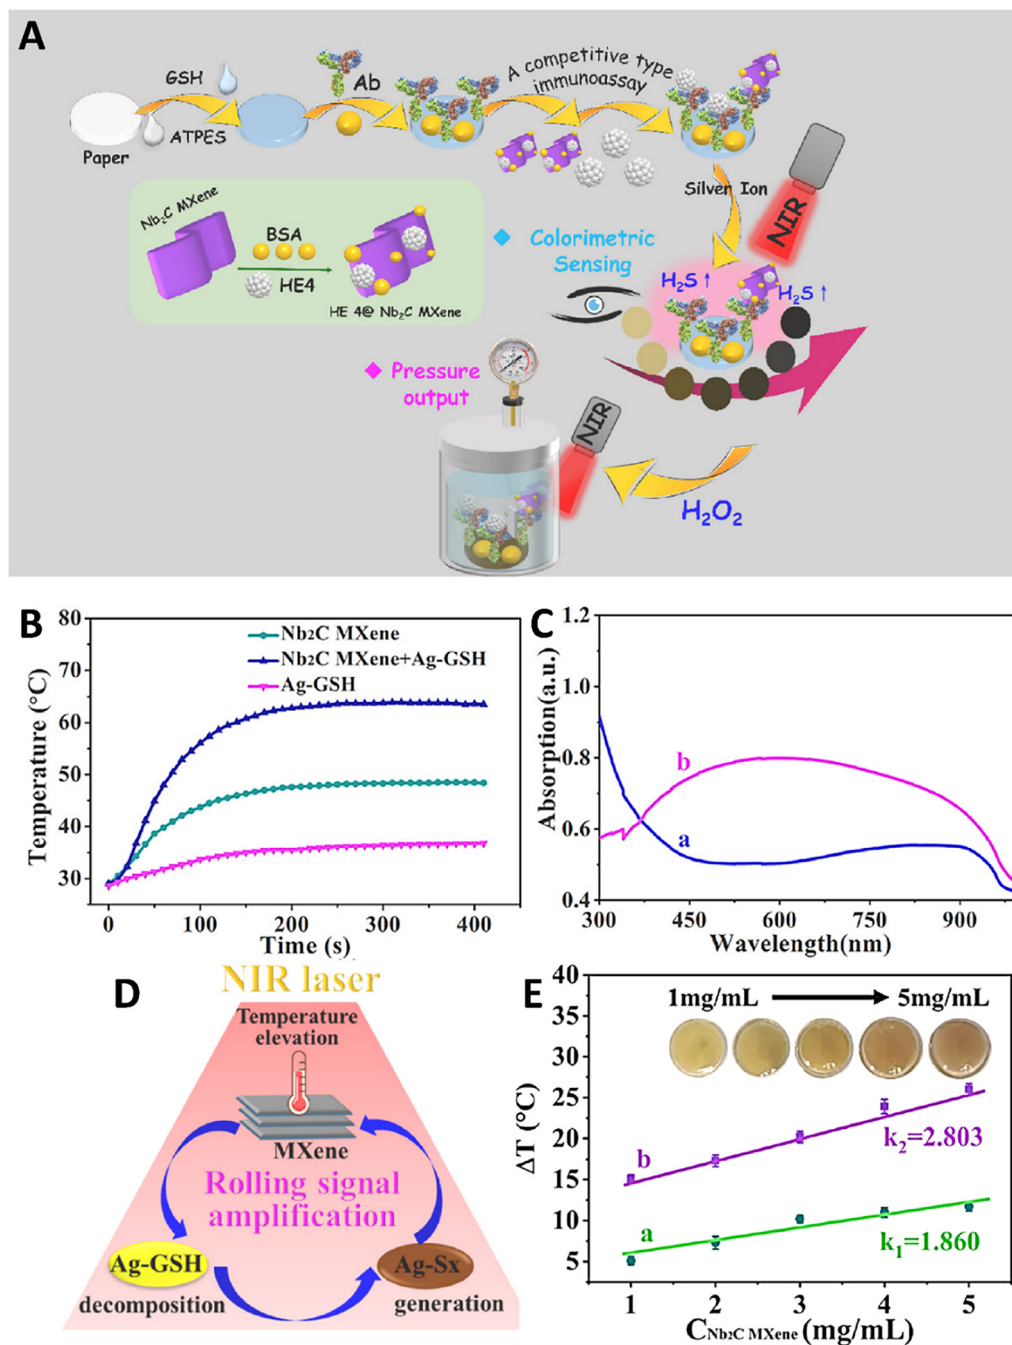 A
GSH
ATPES
Paper
Ab
A competitive type
immunoassay
Silver Ion
NIR
Nb₂C MXene
BSA
HE4
HE 4@ Nb₂C MXene
Colorimetric
Sensing
H₂S ↑
H₂S ↑
Pressure
output
NIR
H₂O₂
B
Temperature (°C)
80
70
60
50
40
30
Nb₂C MXene
Nb₂C MXene+Ag-GSH
Ag-GSH
0 100 200 300 400 500
Time (s)
C
Absorption(a.u.)
1.2
1.0
0.8
0.6
0.4
b
a
300 450 600 750 900
Wavelength(nm)
D
NIR laser
Temperature
elevation
MXene
Rolling signal
amplification
Ag-GSH
decomposition
Ag-Sx
generation
E
ΔT (°C)
40
35
30
25
20
15
10
5
1mg/mL
5mg/mL
b
k₂=2.803
a
k₁=1.860
1 2 3 4 5
C Nb₂C MXene (mg/mL)